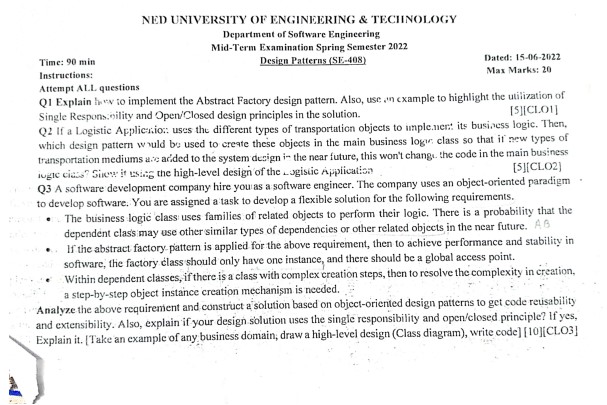 NED UNIVERSITY OF ENGINEERING & TECHNOLOGY
Department of Software Engineering
Mid-Term Examination Spring Semester 2022
Time: 90 min Design Patterns (SE-408) Dated: 15-06-2022
Instructions: Max Marks: 20
Attempt ALL questions
Q1 Explain how to implement the Abstract Factory design pattern. Also, use an example to highlight the utilization of
Single Responsibility and Open/Closed design principles in the solution. [5][CLO1]
Q2 If a Logistic Application uses the different types of transportation objects to implement its business logic. Then,
which design pattern would be used to create these objects in the main business logic class so that if new types of
transportation mediums are added to the system design in the near future, this won't change the code in the main business
logic class? Show it using the high-level design of the Logistic Application [5][CLO2]
Q3 A software development company hire you as a software engineer. The company uses an object-oriented paradigm
to develop software. You are assigned a task to develop a flexible solution for the following requirements.
• The business logic class uses families of related objects to perform their logic. There is a probability that the
dependent class may use other similar types of dependencies or other related objects in the near future. AB
• If the abstract factory pattern is applied for the above requirement, then to achieve performance and stability in
software, the factory class should only have one instance, and there should be a global access point.
• Within dependent classes, if there is a class with complex creation steps, then to resolve the complexity in creation,
a step-by-step object instance creation mechanism is needed.
Analyze the above requirement and construct a solution based on object-oriented design patterns to get code reusability
and extensibility. Also, explain if your design solution uses the single responsibility and open/closed principle? If yes,
Explain it. [Take an example of any business domain, draw a high-level design (Class diagram), write code] [10][CLO3]